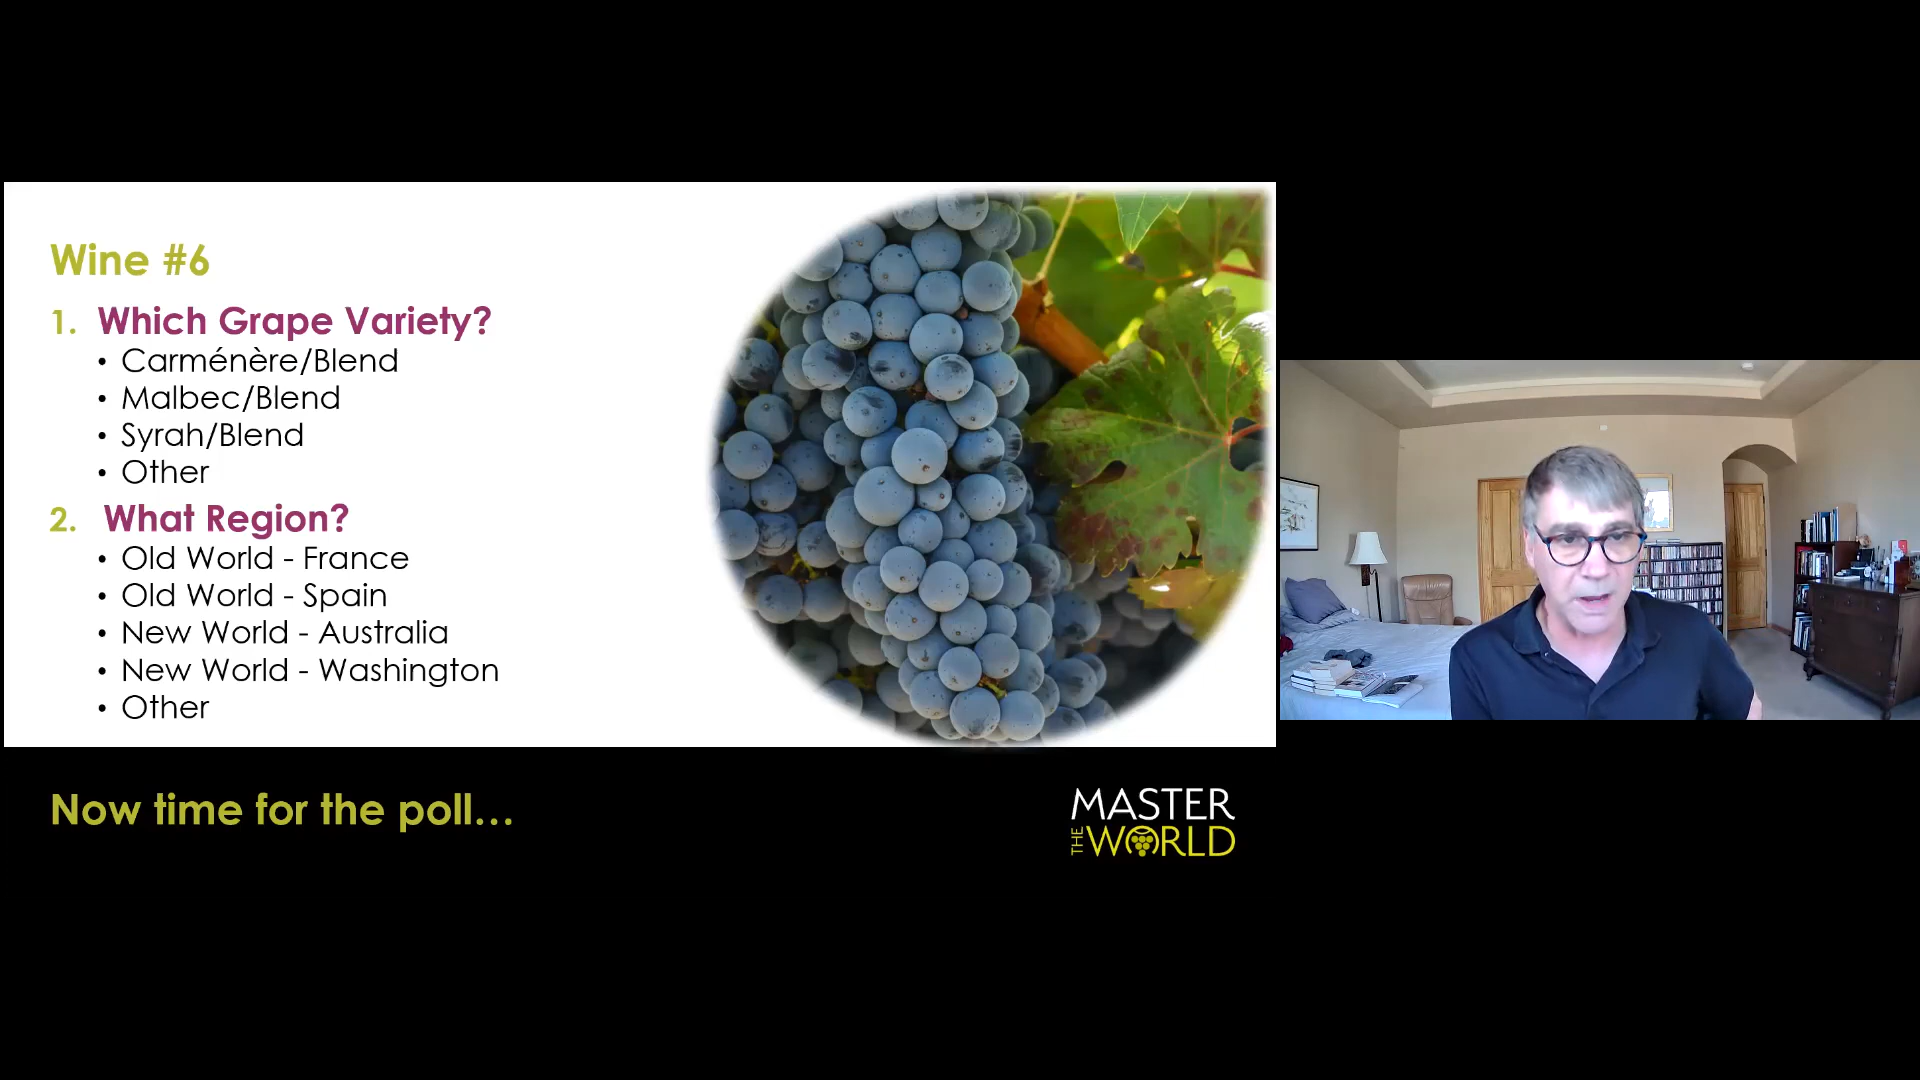 Wine #6
1. Which Grape Variety?
• Carménère/Blend
• Malbec/Blend
• Syrah/Blend
• Other
2. What Region?
• Old World - France
• Old World - Spain
• New World - Australia
• New World - Washington
• Other
Now time for the poll…
MASTER
THE WORLD